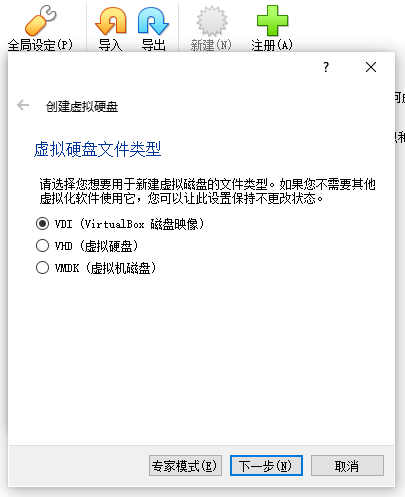 全局设定(P) 导入 导出 新建(N) 注册(A)
?
创建虚拟硬盘
虚拟硬盘文件类型
请选择您想要用于新建虚拟磁盘的文件类型。如果您不需要其他
虚拟化软件使用它，您可以让此设置保持不更改状态。
VDI (VirtualBox 磁盘映像)
VHD (虚拟硬盘)
VMDK (虚拟机磁盘)
专家模式(E) 下一步(N) 取消